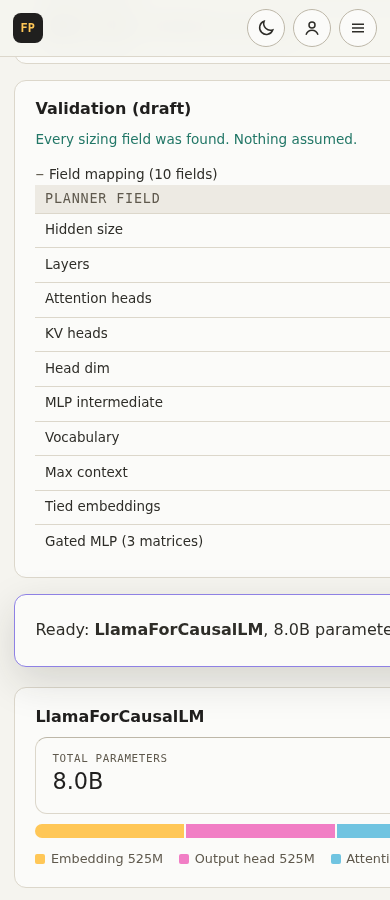 FP
Validation (draft)
Every sizing field was found. Nothing assumed.
− Field mapping (10 fields)
PLANNER FIELD
Hidden size
Layers
Attention heads
KV heads
Head dim
MLP intermediate
Vocabulary
Max context
Tied embeddings
Gated MLP (3 matrices)
Ready: LlamaForCausalLM, 8.0B
LlamaForCausalLM
TOTAL PARAMETERS
8.0B
Embedding 525M Output head 525M